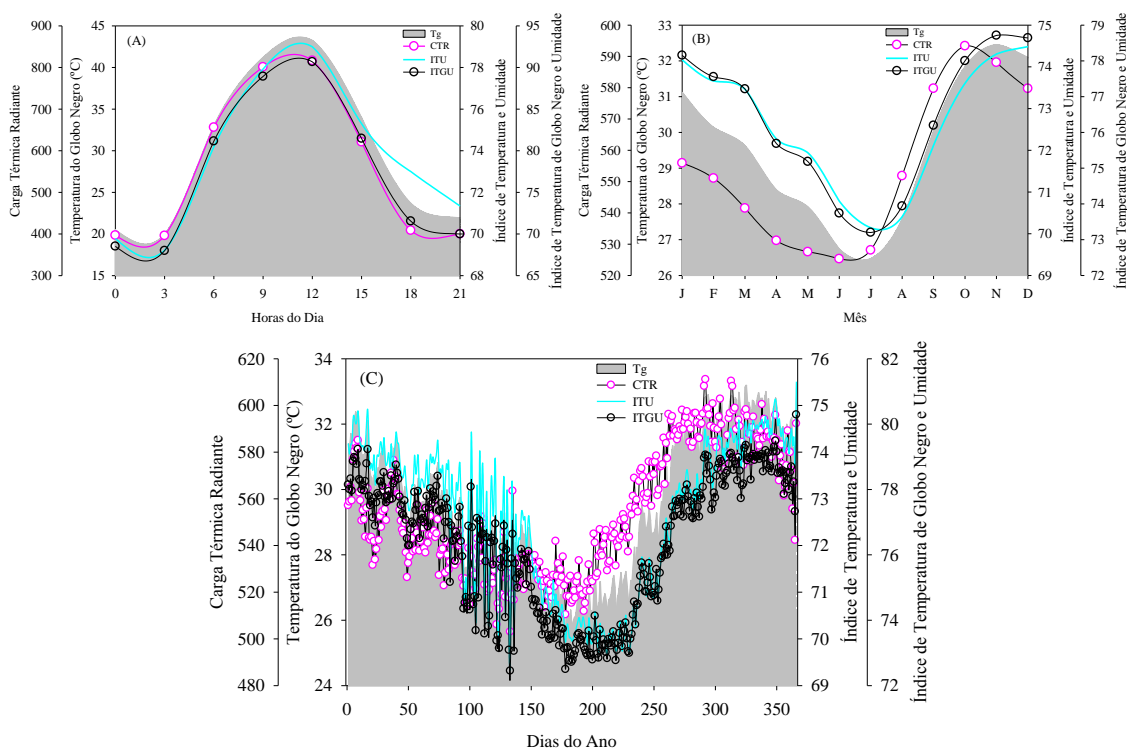 (A)
Tg
CTR
ITU
ITGU
Carga Térmica Radiante
900
800
700
600
500
400
300
Temperatura do Globo Negro (ºC)
45
40
35
30
25
20
15
0 3 6 9 12 15 18 21
Horas do Dia
80
78
76
74
72
70
68
Índice de Temperatura e Umidade
95
90
85
80
75
70
65
Índice de Temperatura de Globo Negro e Umidade
(B)
Tg
CTR
ITU
ITGU
Carga Térmica Radiante
600
580
560
540
520
Temperatura do Globo Negro (ºC)
33
32
31
30
29
28
27
26
J F M A M J J A S O N D
Mês
75
74
73
72
71
70
69
Índice de Temperatura e Umidade
79
78
77
76
75
74
73
72
Índice de Temperatura de Globo Negro e Umidade
(C)
Tg
CTR
ITU
ITGU
Carga Térmica Radiante
620
600
580
560
540
520
500
480
Temperatura do Globo Negro (ºC)
34
32
30
28
26
24
0 50 100 150 200 250 300 350
Dias do Ano
76
75
74
73
72
71
70
69
Índice de Temperatura e Umidade
82
80
78
76
74
72
Índice de Temperatura de Globo Negro e Umidade